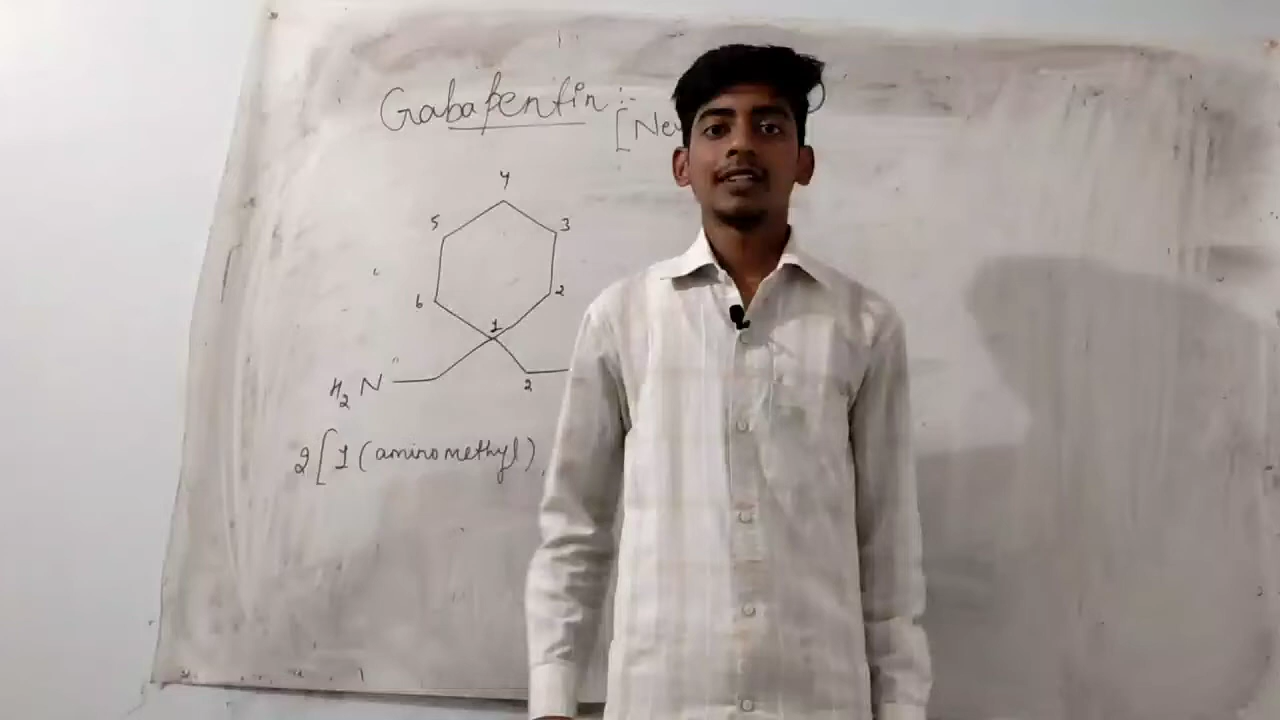 Gabapentin :-
[Ne
4
5 3
6 2
1
H2N 2
2[1(aminomethyl)